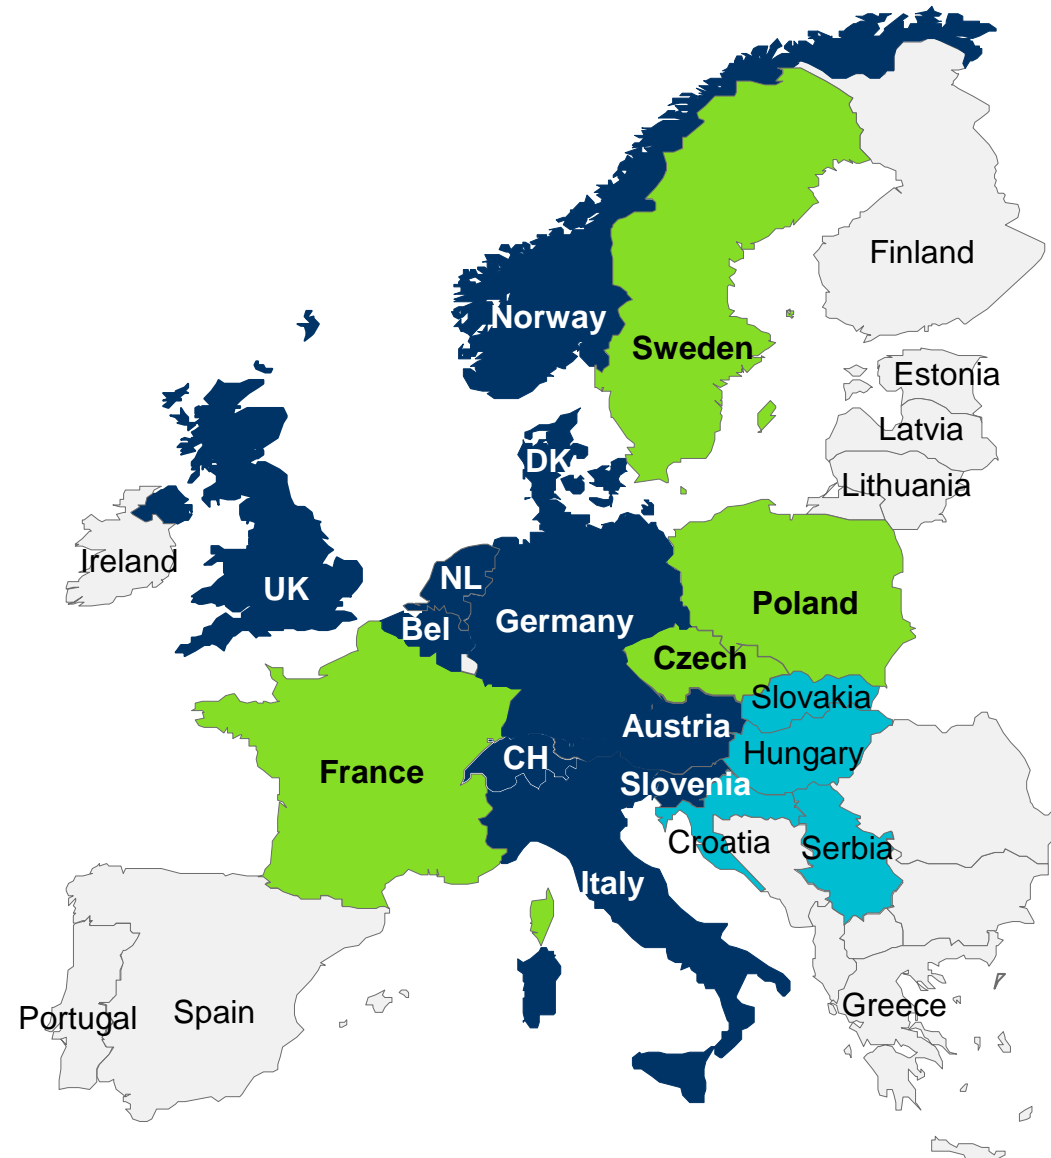 Finland
Norway
Sweden
Estonia
Latvia
DK
Lithuania
Ireland
NL
UK
Poland
Germany
Bel
Czech
Slovakia
Austria
Hungary
CH
France
Slovenia
Croatia
Serbia
Italy
Greece
Spain
Portugal